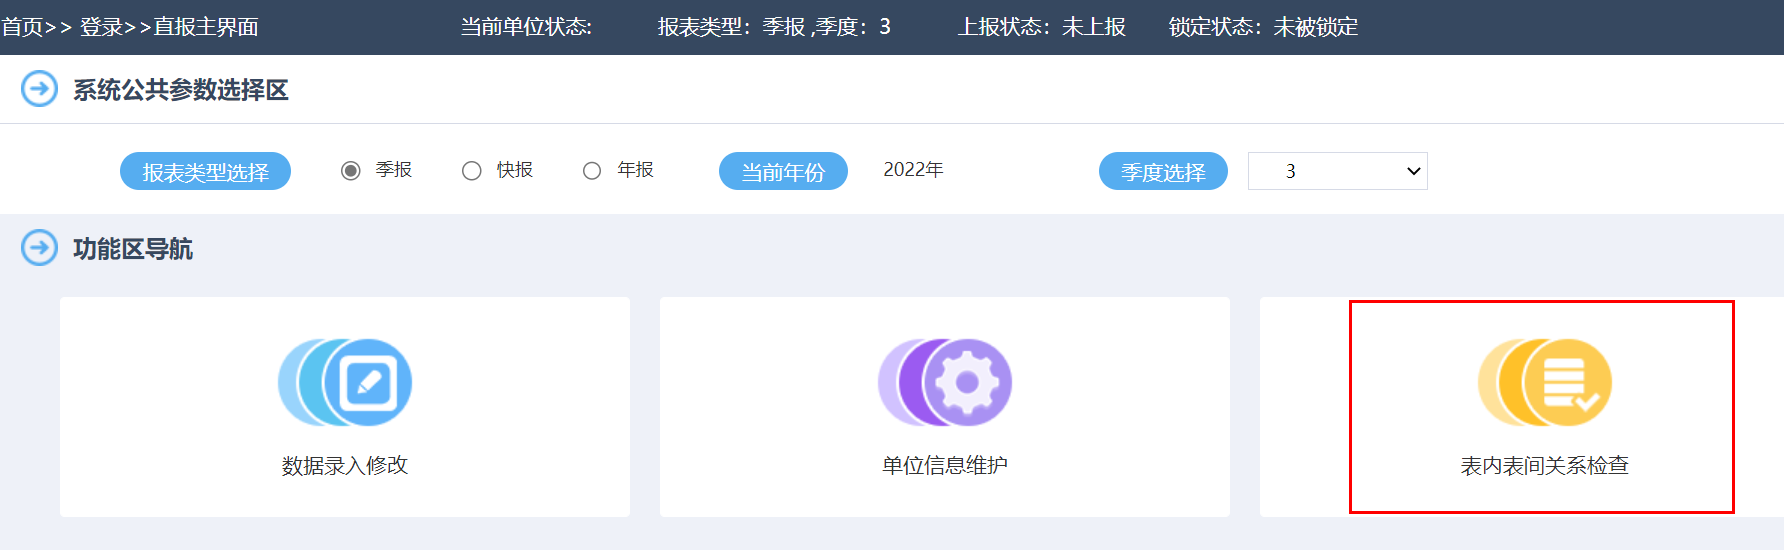 首页>> 登录>>直报主界面 当前单位状态: 报表类型：季报 ,季度：3 上报状态：未上报 锁定状态：未被锁定
系统公共参数选择区
报表类型选择 季报 快报 年报 当前年份 2022年 季度选择 3
功能区导航
数据录入修改 单位信息维护 表内表间关系检查